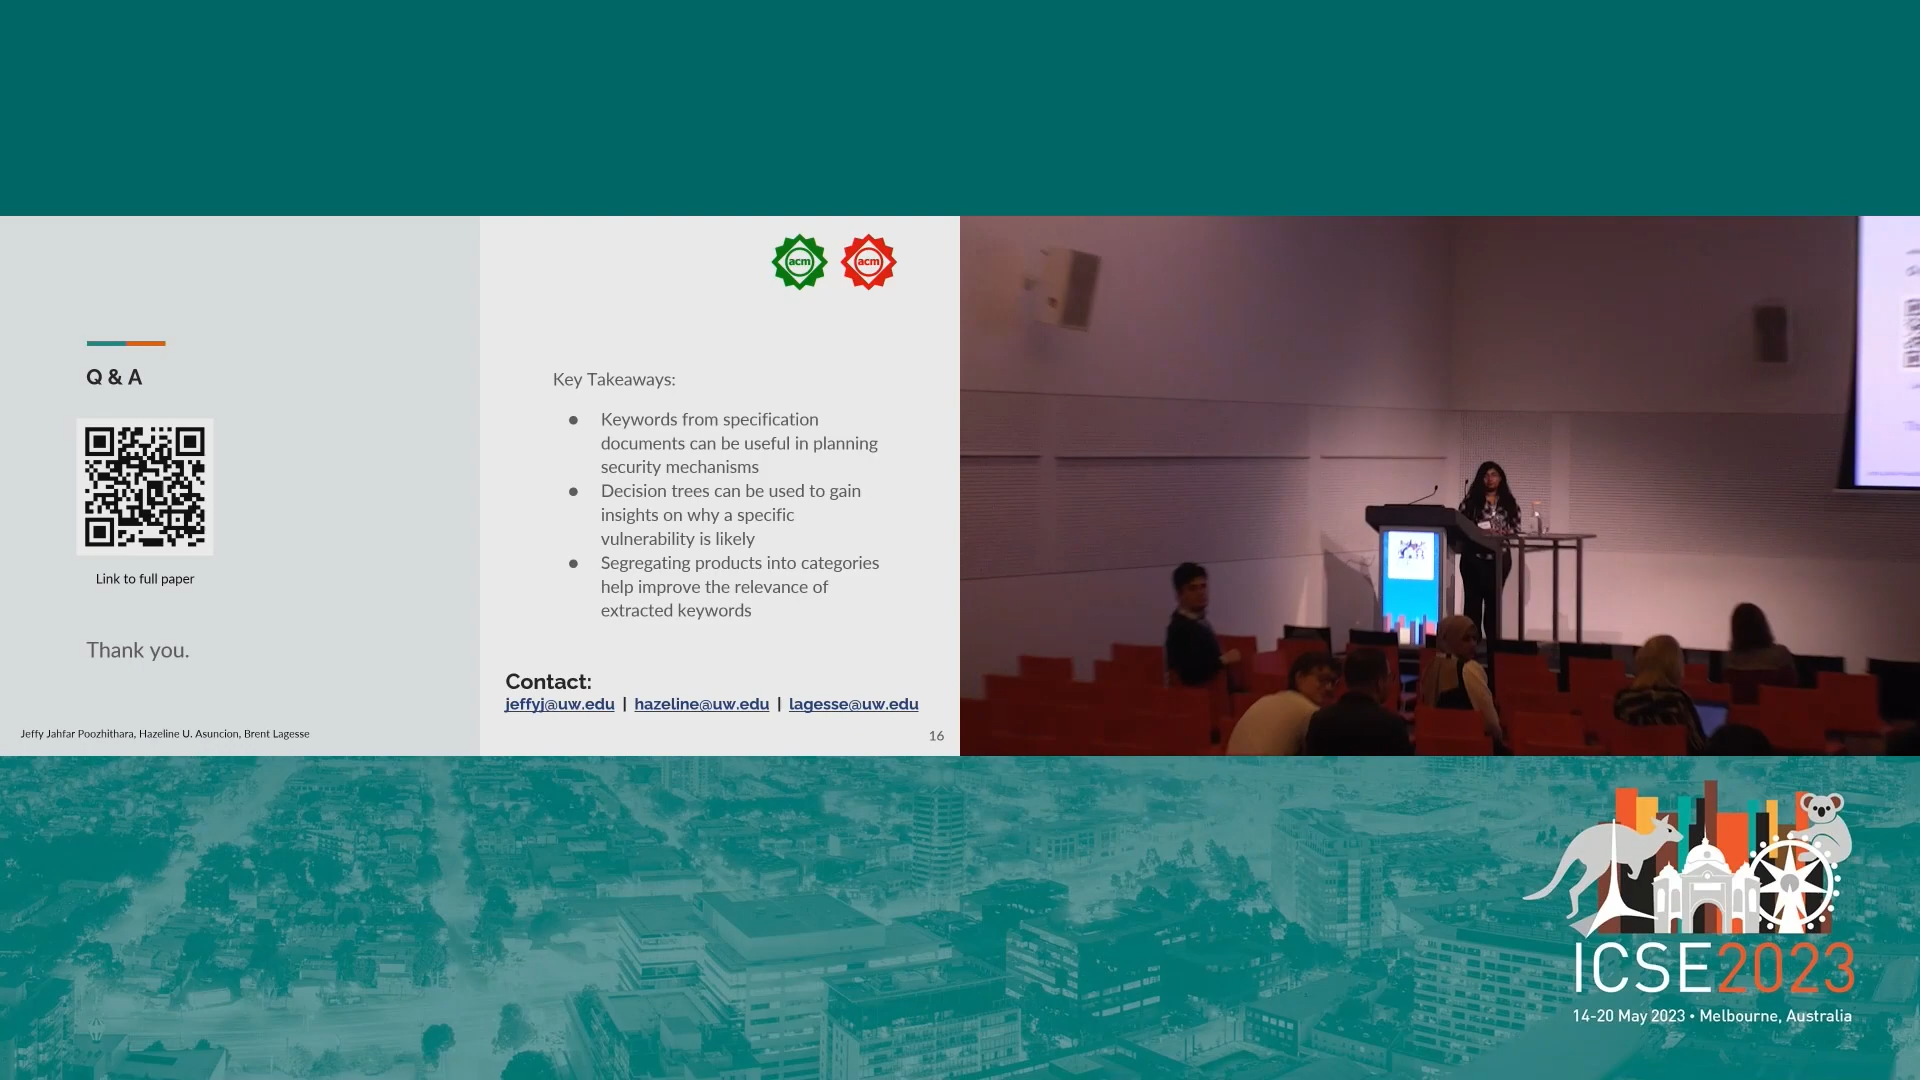 acm
acm
Q & A
Link to full paper
Thank you.
Key Takeaways:
● Keywords from specification
documents can be useful in planning
security mechanisms
● Decision trees can be used to gain
insights on why a specific
vulnerability is likely
● Segregating products into categories
help improve the relevance of
extracted keywords
Contact:
jeffyj@uw.edu | hazeline@uw.edu | lagesse@uw.edu
Jeffy Jahfar Poozhithara, Hazeline U. Asuncion, Brent Lagesse
16
ICSE2023
14-20 May 2023 • Melbourne, Australia